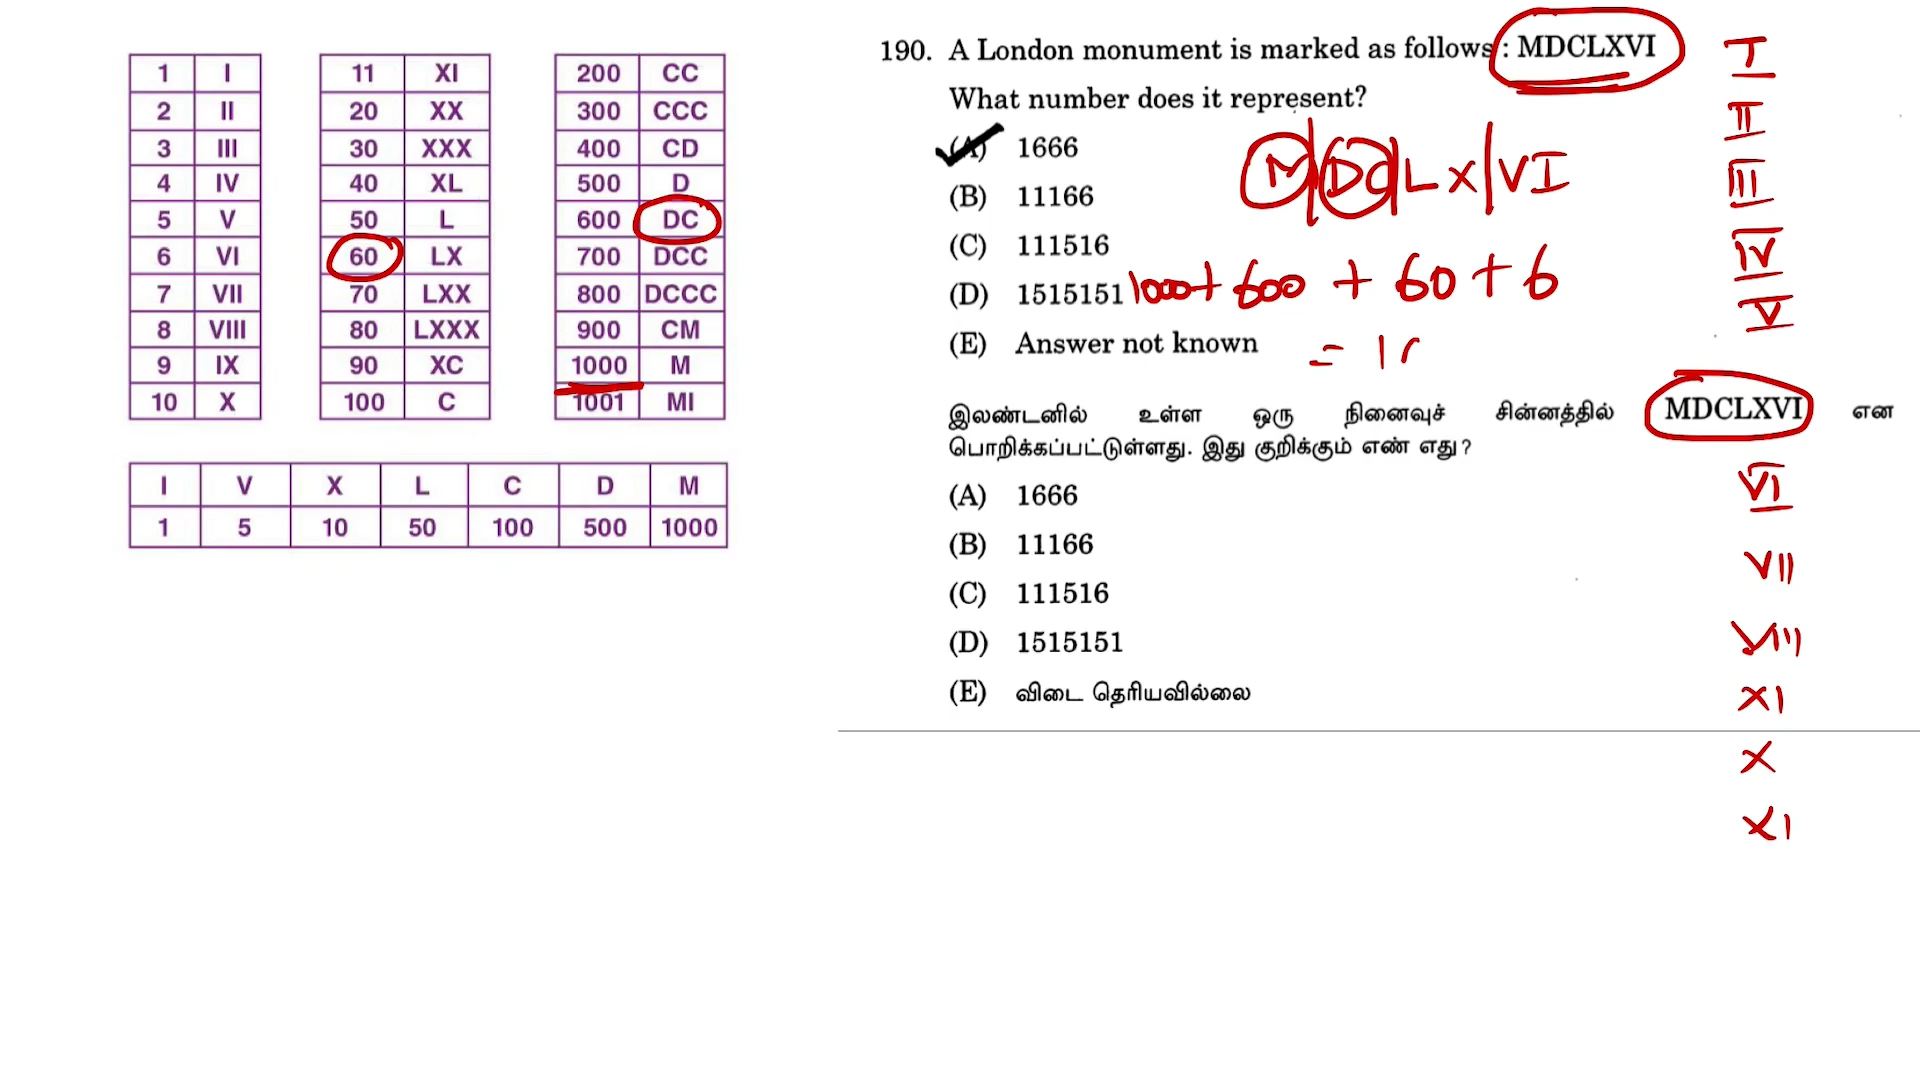 1 I
2 II
3 III
4 IV
5 V
6 VI
7 VII
8 VIII
9 IX
10 X
11 XI
20 XX
30 XXX
40 XL
50 L
60 LX
70 LXX
80 LXXX
90 XC
100 C
200 CC
300 CCC
400 CD
500 D
600 DC
700 DCC
800 DCCC
900 CM
1000 M
1001 MI
I V X L C D M
1 5 10 50 100 500 1000
190. A London monument is marked as follows : MDCLXVI
What number does it represent?
(A) 1666
(B) 11166
(C) 111516
(D) 1515151
(E) Answer not known
M|DC|LX|VI
1000+ 600 + 60 + 6
= 1
இலண்டனில் உள்ள ஒரு நினைவுச் சின்னத்தில் MDCLXVI என
பொறிக்கப்பட்டுள்ளது. இது குறிக்கும் எண் எது?
(A) 1666
(B) 11166
(C) 111516
(D) 1515151
(E) விடை தெரியவில்லை
I
II
III
IV
V
VI
VII
VIII
XI
X
XI